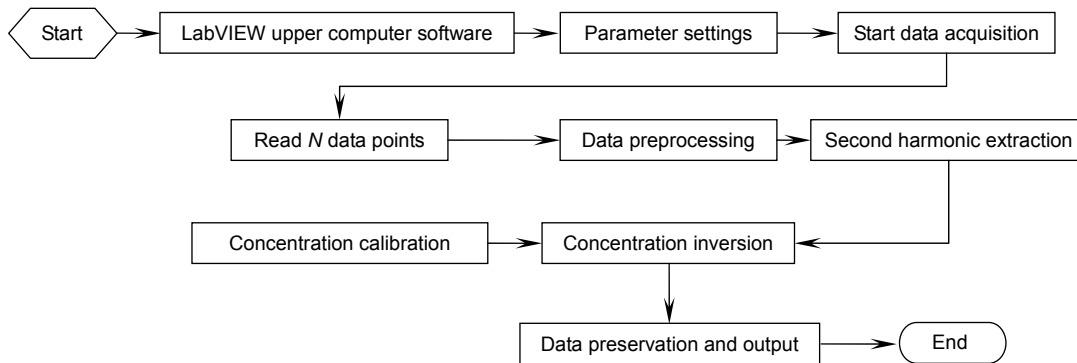 Start
LabVIEW upper computer software
Parameter settings
Start data acquisition
Read N data points
Data preprocessing
Second harmonic extraction
Concentration calibration
Concentration inversion
Data preservation and output
End